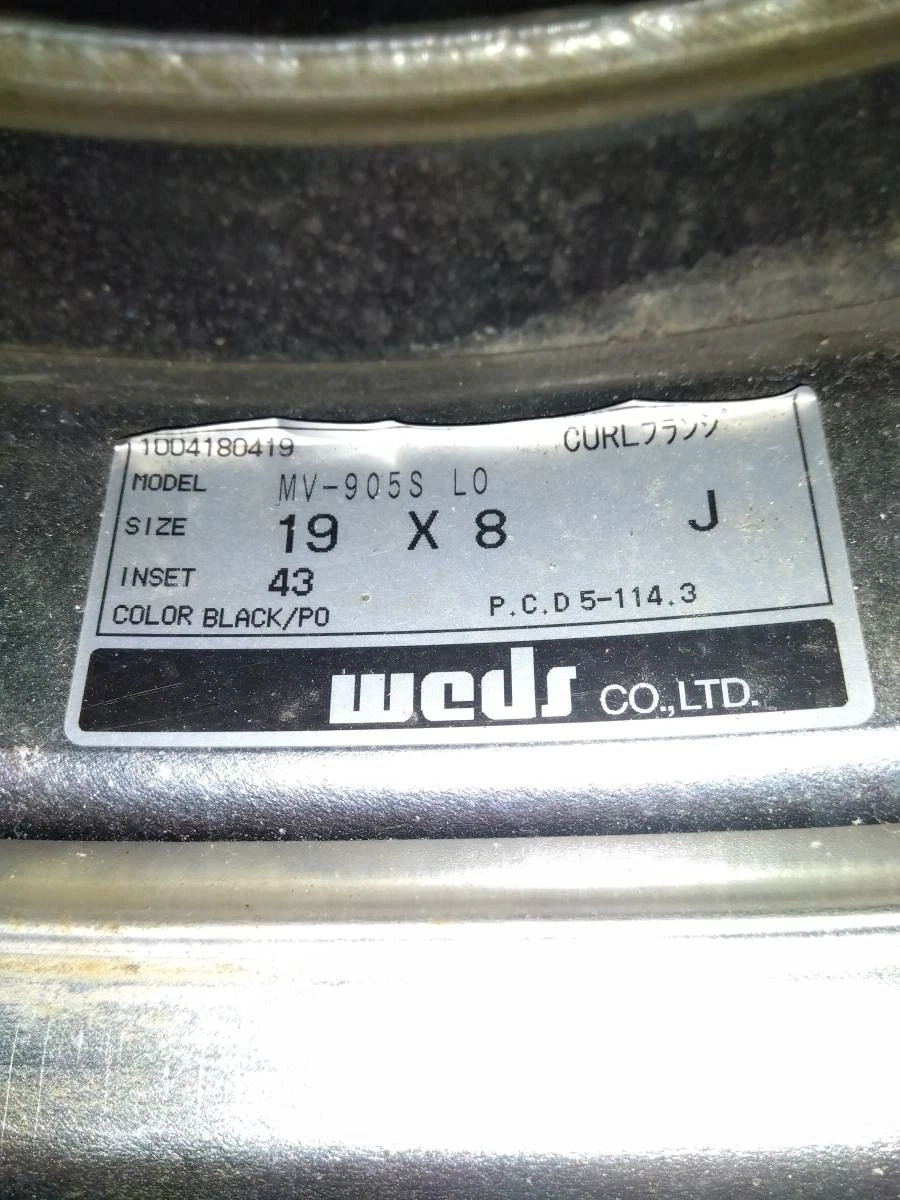 1004180419 CURLフランジ
MODEL MV-905S LO
SIZE 19 X 8 J
INSET 43
COLOR BLACK/PO P.C.D 5-114.3
weds CO.,LTD.